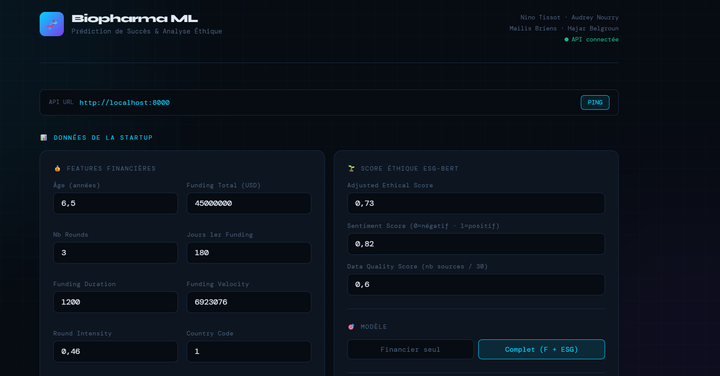 Biopharma ML
Prédiction de Succès & Analyse Éthique
Nino Tissot · Audrey Nourry
Mailis Briens · Hajar Belgroun
API connectée
API URL http://localhost:8000 PING
DONNÉES DE LA STARTUP
FEATURES FINANCIÈRES
Âge (années) Funding Total (USD)
6,5 45000000
Nb Rounds Jours 1er Funding
3 180
Funding Duration Funding Velocity
1200 6923076
Round Intensity Country Code
0,46 1
SCORE ÉTHIQUE ESG-BERT
Adjusted Ethical Score
0,73
Sentiment Score (0=négatif · 1=positif)
0,82
Data Quality Score (nb sources / 30)
0,6
MODÈLE
Financier seul Complet (F + ESG)